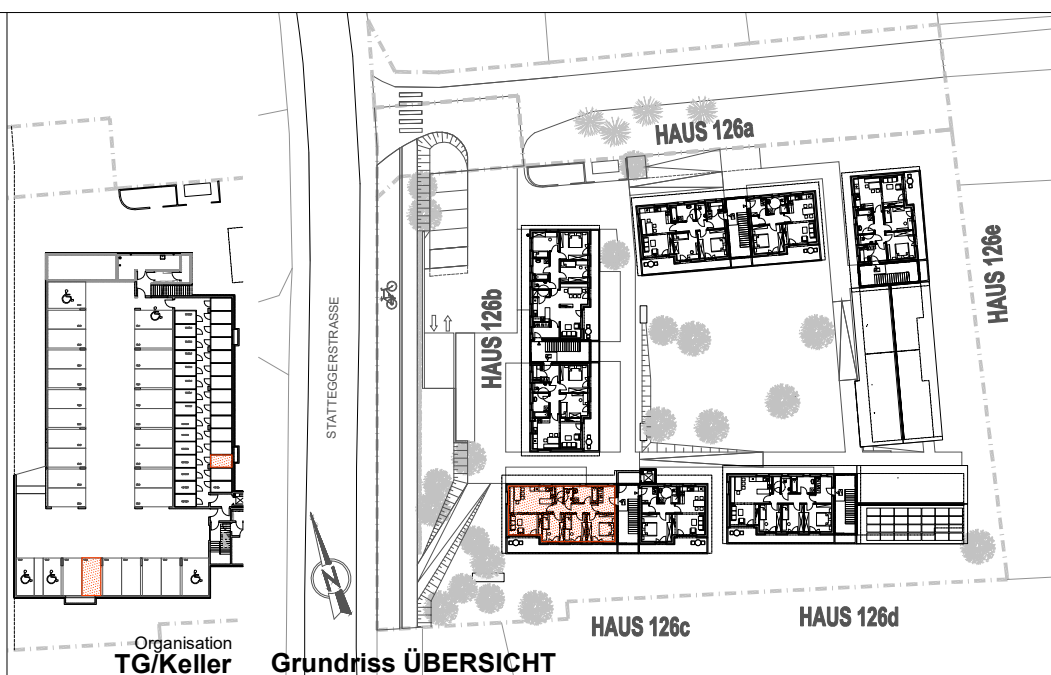 HAUS 126a
HAUS 126b
HAUS 126e
STATTEGGERSTRASSE
N
HAUS 126c
HAUS 126d
Organisation
TG/Keller
Grundriss ÜBERSICHT